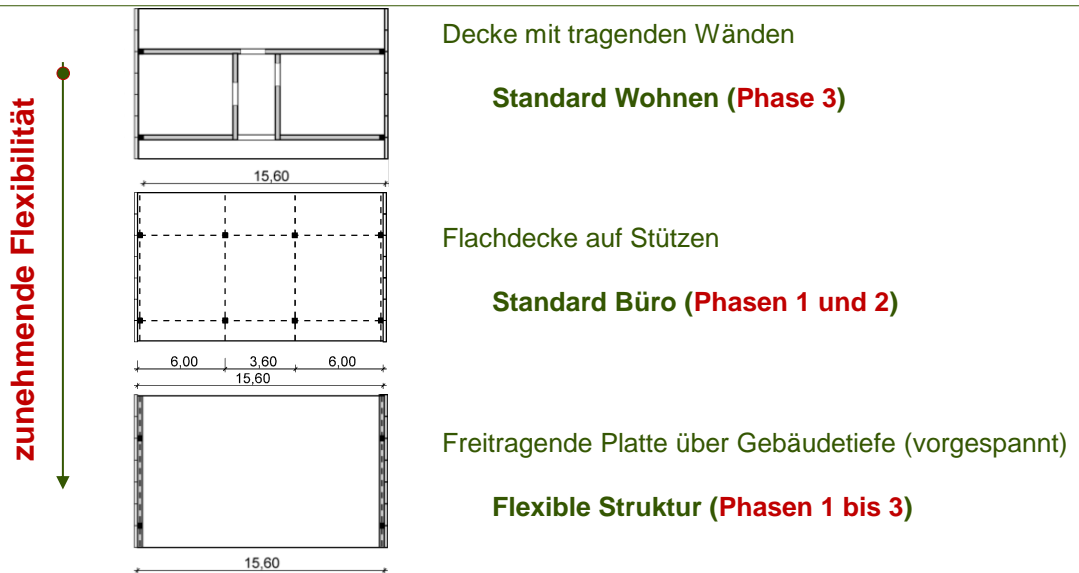 zunehmende Flexibilität
Decke mit tragenden Wänden
Standard Wohnen (Phase 3)
15,60
Flachdecke auf Stützen
Standard Büro (Phasen 1 und 2)
6,00 3,60 6,00
15,60
Freitragende Platte über Gebäudetiefe (vorgespannt)
Flexible Struktur (Phasen 1 bis 3)
15,60